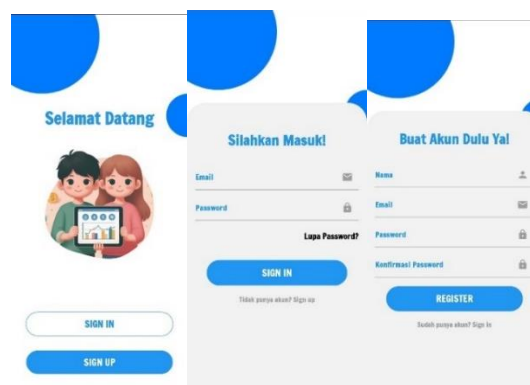 Selamat Datang
SIGN IN
SIGN UP
Silahkan Masuk!
Email
Password
Lupa Password?
SIGN IN
Tidak punya akun? Sign up
Buat Akun Dulu Ya!
Nama
Email
Password
Konfirmasi Password
REGISTER
Sudah punya akun? Sign In